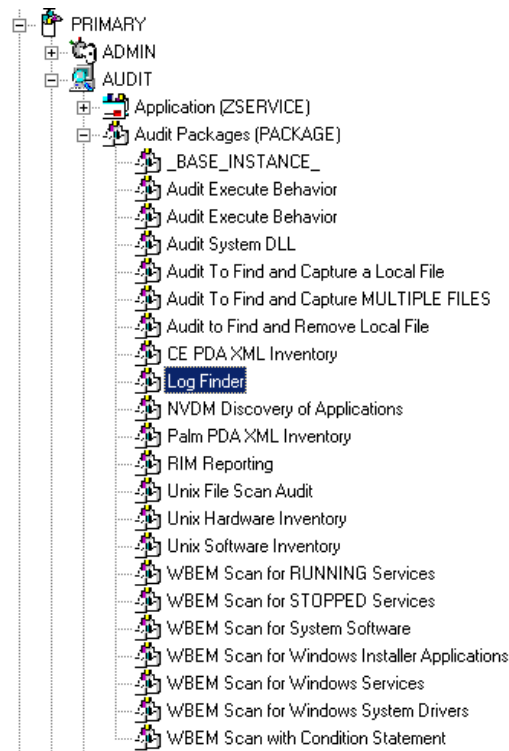 PRIMARY
ADMIN
AUDIT
Application (ZSERVICE)
Audit Packages (PACKAGE)
_BASE_INSTANCE_
Audit Execute Behavior
Audit Execute Behavior
Audit System DLL
Audit To Find and Capture a Local File
Audit To Find and Capture MULTIPLE FILES
Audit to Find and Remove Local File
CE PDA XML Inventory
Log Finder
NVDM Discovery of Applications
Palm PDA XML Inventory
RIM Reporting
Unix File Scan Audit
Unix Hardware Inventory
Unix Software Inventory
WBEM Scan for RUNNING Services
WBEM Scan for STOPPED Services
WBEM Scan for System Software
WBEM Scan for Windows Installer Applications
WBEM Scan for Windows Services
WBEM Scan for Windows System Drivers
WBEM Scan with Condition Statement